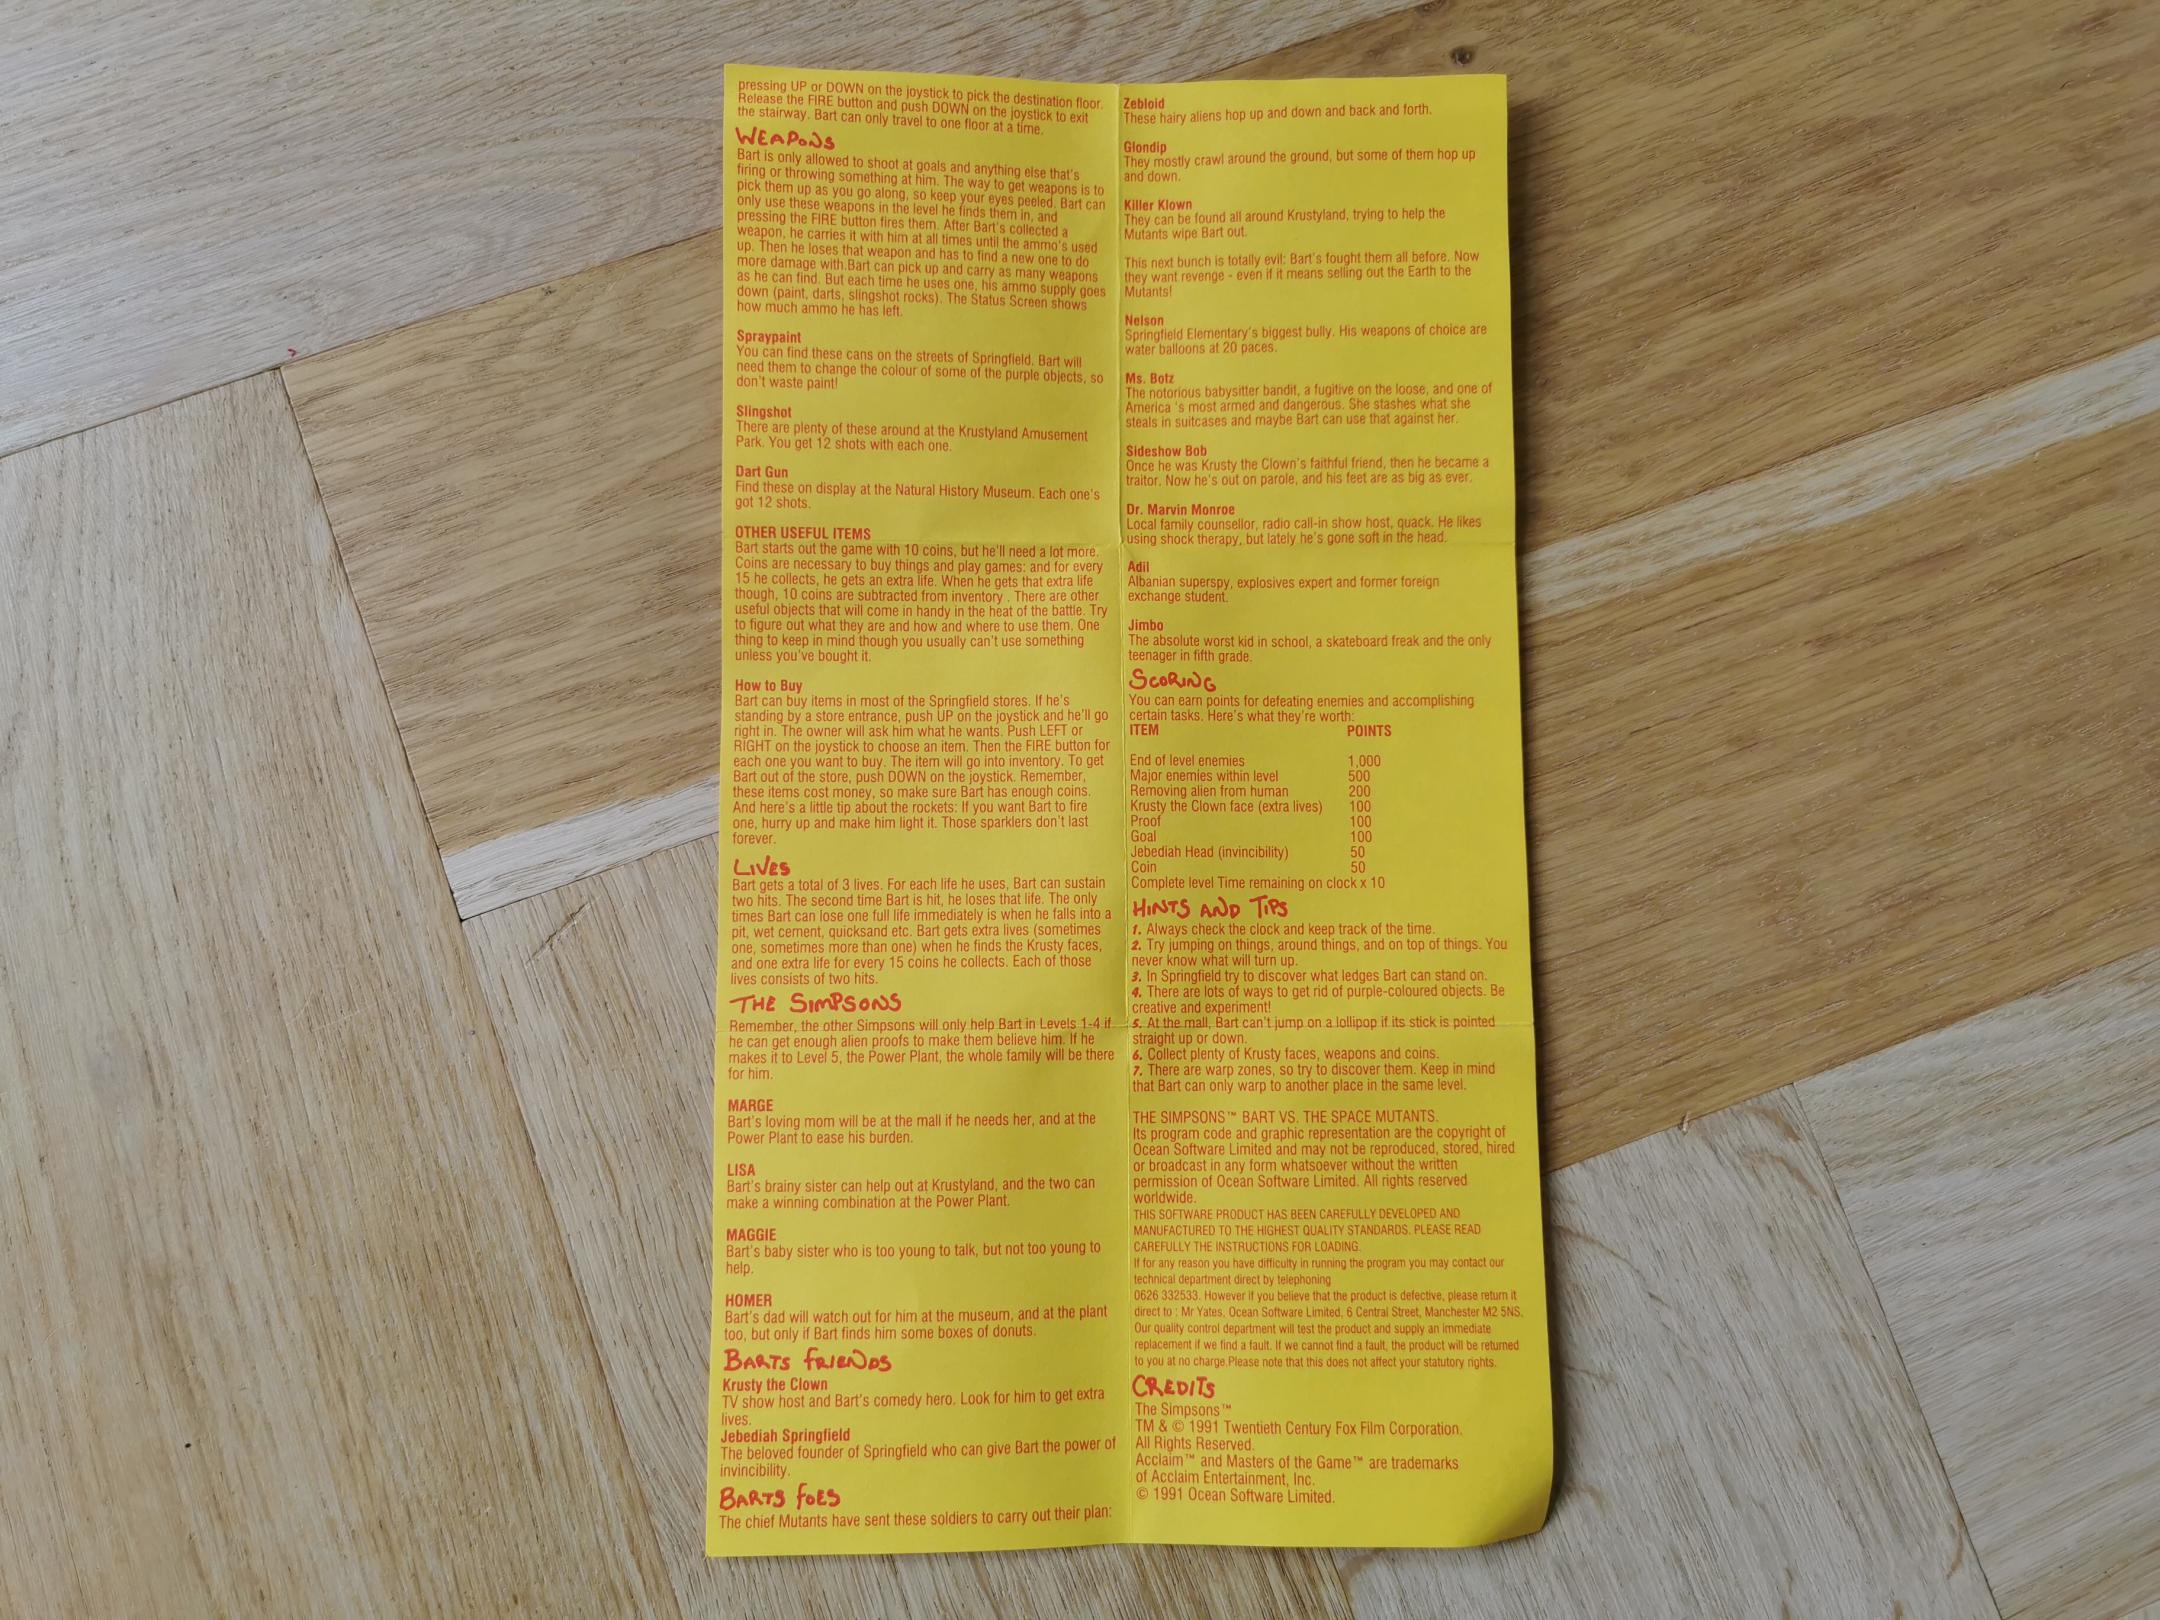 pressing UP or DOWN on the joystick to pick the destination floor.
Release the FIRE button and push DOWN on the joystick to exit
the stairway. Bart can only travel to one floor at a time.
WEAPONS
Bart is only allowed to shoot at goals and anything else that's
firing or throwing something at him. The way to get weapons is to
pick them up as you go along, so keep your eyes peeled. Bart can
only use these weapons in the level he finds them in, and
pressing the FIRE button fires them. After Bart's collected a
weapon, he carries it with him at all times until the ammo's used
up. Then he loses that weapon and has to find a new one to do
more damage with.Bart can pick up and carry as many weapons
as he can find. But each time he uses one, his ammo supply goes
down (paint, darts, slingshot rocks). The Status Screen shows
how much ammo he has left.
Spraypaint
You can find these cans on the streets of Springfield. Bart will
need them to change the colour of some of the purple objects, so
don't waste paint!
Slingshot
There are plenty of these around at the Krustyland Amusement
Park. You get 12 shots with each one.
Dart Gun
Find these on display at the Natural History Museum. Each one's
got 12 shots.
OTHER USEFUL ITEMS
Bart starts out the game with 10 coins, but he'll need a lot more.
Coins are necessary to buy things and play games: and for every
15 he collects, he gets an extra life. When he gets that extra life
though, 10 coins are subtracted from inventory . There are other
useful objects that will come in handy in the heat of the battle. Try
to figure out what they are and how and where to use them. One
thing to keep in mind though you usually can't use something
unless you've bought it.
How to Buy
Bart can buy items in most of the Springfield stores. If he's
standing by a store entrance, push UP on the joystick and he'll go
right in. The owner will ask him what he wants. Push LEFT or
RIGHT on the joystick to choose an item. Then the FIRE button for
each one you want to buy. The item will go into inventory. To get
Bart out of the store, push DOWN on the joystick. Remember,
these items cost money, so make sure Bart has enough coins.
And here's a little tip about the rockets: If you want Bart to fire
one, hurry up and make him light it. Those sparklers don't last
forever.
LIVES
Bart gets a total of 3 lives. For each life he uses, Bart can sustain
two hits. The second time Bart is hit, he loses that life. The only
times Bart can lose one full life immediately is when he falls into a
pit, wet cement, quicksand etc. Bart gets extra lives (sometimes
one, sometimes more than one) when he finds the Krusty faces,
and one extra life for every 15 coins he collects. Each of those
lives consists of two hits.
THE SIMPSONS
Remember, the other Simpsons will only help Bart in Levels 1-4 if
he can get enough alien proofs to make them believe him. If he
makes it to Level 5, the Power Plant, the whole family will be there
for him.
MARGE
Bart's loving mom will be at the mall if he needs her, and at the
Power Plant to ease his burden.
LISA
Bart's brainy sister can help out at Krustyland, and the two can
make a winning combination at the Power Plant.
MAGGIE
Bart's baby sister who is too young to talk, but not too young to
help.
HOMER
Bart's dad will watch out for him at the museum, and at the plant
too, but only if Bart finds him some boxes of donuts.
BARTS FRIENDS
Krusty the Clown
TV show host and Bart's comedy hero. Look for him to get extra
lives.
Jebediah Springfield
The beloved founder of Springfield who can give Bart the power of
invincibility.
BARTS FOES
The chief Mutants have sent these soldiers to carry out their plan:
Zebloid
These hairy aliens hop up and down and back and forth.
Glondip
They mostly crawl around the ground, but some of them hop up
and down.
Killer Klown
They can be found all around Krustyland, trying to help the
Mutants wipe Bart out.
This next bunch is totally evil: Bart's fought them all before. Now
they want revenge - even if it means selling out the Earth to the
Mutants!
Nelson
Springfield Elementary's biggest bully. His weapons of choice are
water balloons at 20 paces.
Ms. Botz
The notorious babysitter bandit, a fugitive on the loose, and one of
America 's most armed and dangerous. She stashes what she
steals in suitcases and maybe Bart can use that against her.
Sideshow Bob
Once he was Krusty the Clown's faithful friend, then he became a
traitor. Now he's out on parole, and his feet are as big as ever.
Dr. Marvin Monroe
Local family counsellor, radio call-in show host, quack. He likes
using shock therapy, but lately he's gone soft in the head.
Adil
Albanian superspy, explosives expert and former foreign
exchange student.
Jimbo
The absolute worst kid in school, a skateboard freak and the only
teenager in fifth grade.
SCORING
You can earn points for defeating enemies and accomplishing
certain tasks. Here's what they're worth:
ITEM POINTS
End of level enemies 1,000
Major enemies within level 500
Removing alien from human 200
Krusty the Clown face (extra lives) 100
Proof 100
Goal 100
Jebediah Head (invincibility) 50
Coin 50
Complete level Time remaining on clock x 10
HINTS AND TIPS
1. Always check the clock and keep track of the time.
2. Try jumping on things, around things, and on top of things. You
never know what will turn up.
3. In Springfield try to discover what ledges Bart can stand on.
4. There are lots of ways to get rid of purple-coloured objects. Be
creative and experiment!
5. At the mall, Bart can't jump on a lollipop if its stick is pointed
straight up or down.
6. Collect plenty of Krusty faces, weapons and coins.
7. There are warp zones, so try to discover them. Keep in mind
that Bart can only warp to another place in the same level.
THE SIMPSONS™ BART VS. THE SPACE MUTANTS.
Its program code and graphic representation are the copyright of
Ocean Software Limited and may not be reproduced, stored, hired
or broadcast in any form whatsoever without the written
permission of Ocean Software Limited. All rights reserved
worldwide.
THIS SOFTWARE PRODUCT HAS BEEN CAREFULLY DEVELOPED AND
MANUFACTURED TO THE HIGHEST QUALITY STANDARDS. PLEASE READ
CAREFULLY THE INSTRUCTIONS FOR LOADING.
If for any reason you have difficulty in running the program you may contact our
technical department direct by telephoning
0626 332533. However if you believe that the product is defective, please return it
direct to : Mr Yates, Ocean Software Limited, 6 Central Street, Manchester M2 5NS.
Our quality control department will test the product and supply an immediate
replacement if we find a fault. If we cannot find a fault, the product will be returned
to you at no charge.Please note that this does not affect your statutory rights.
CREDITS
The Simpsons™
TM & © 1991 Twentieth Century Fox Film Corporation.
All Rights Reserved.
Acclaim™ and Masters of the Game™ are trademarks
of Acclaim Entertainment, Inc.
© 1991 Ocean Software Limited.